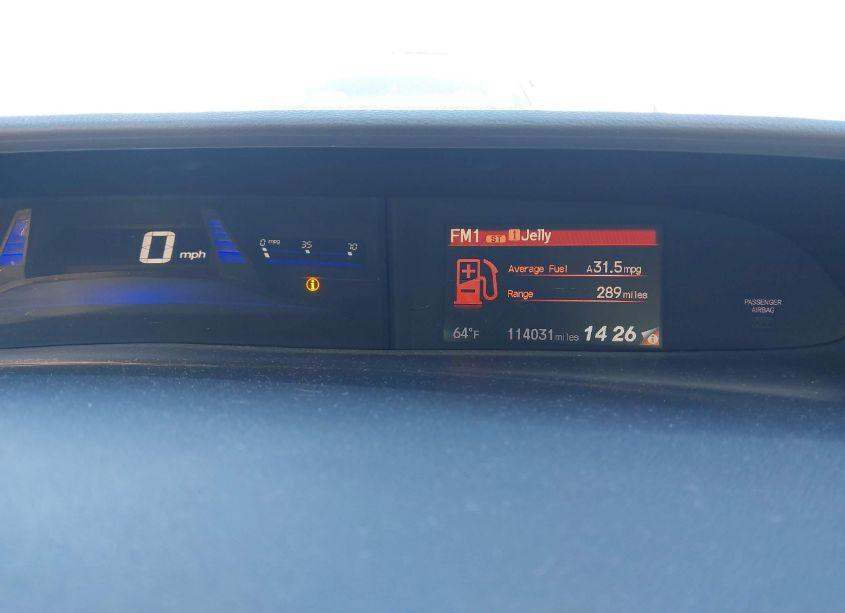 0 mph
0 mpg 35 70
FM1 ST 1 Jelly
Average Fuel A31.5mpg
Range 289miles
64°F 114031miles 14 26
PASSENGER
AIRBAG